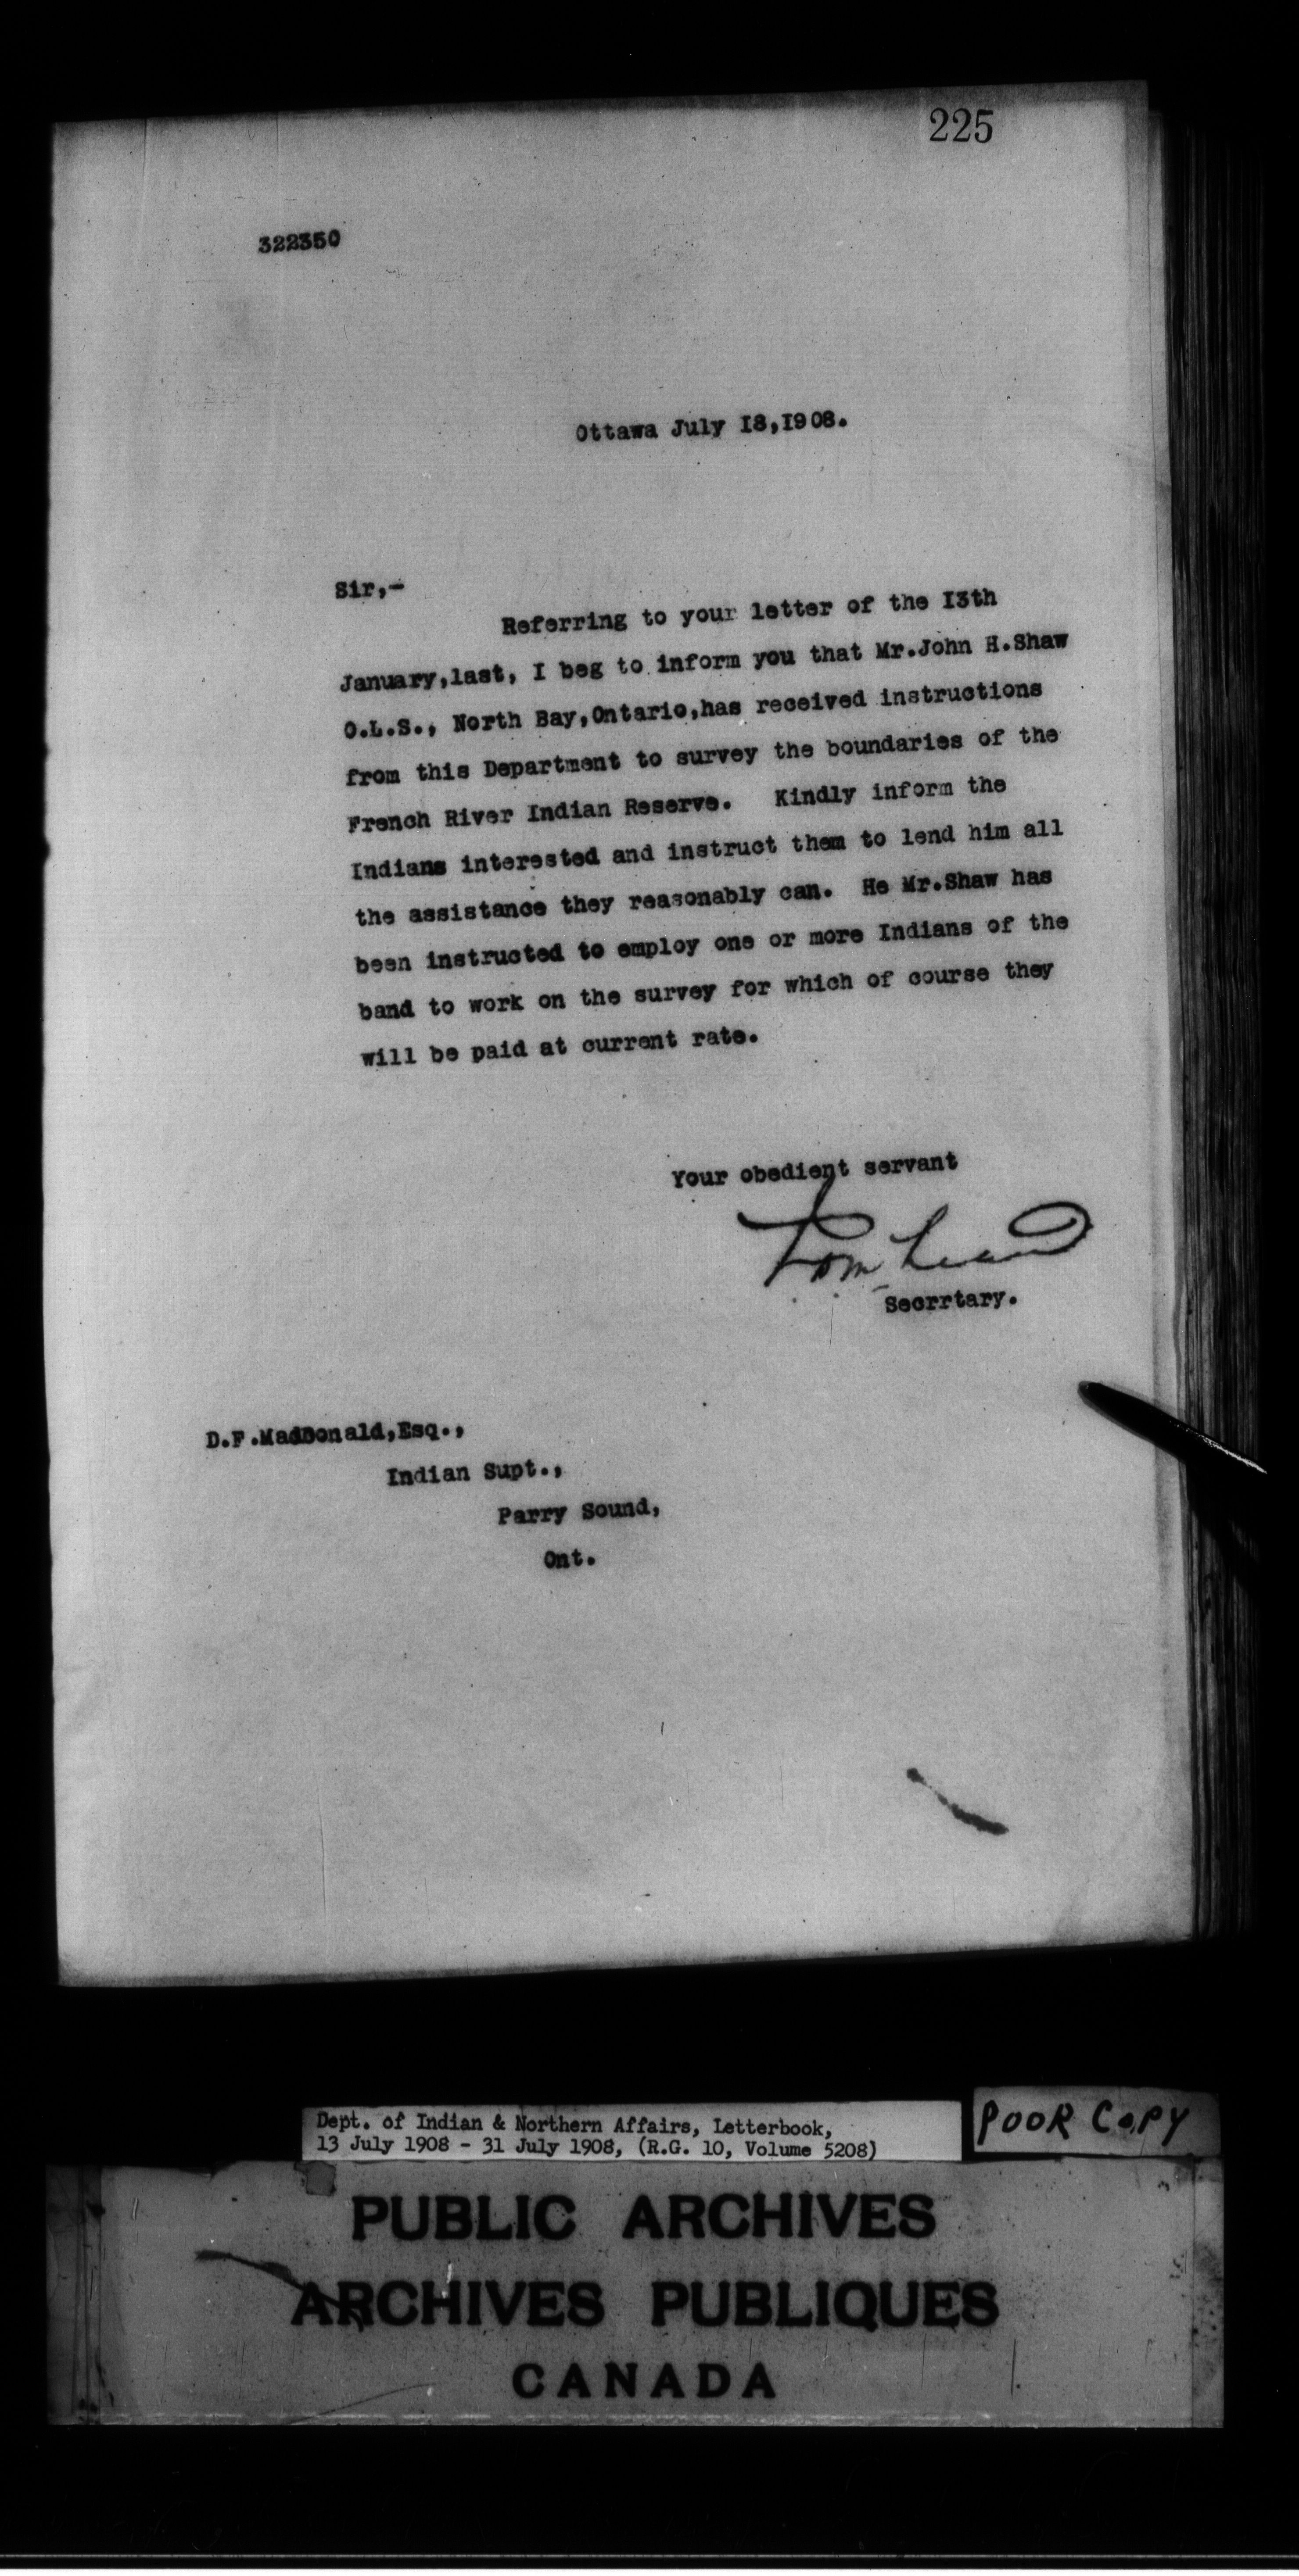 225
322350
Ottawa July I8,I908.
Sir,-
Referring to your letter of the I3th
January,last, I beg to inform you that Mr.John H.Shaw
O.L.S., North Bay,Ontario,has received instructions
from this Department to survey the boundaries of the
French River Indian Reserve. Kindly inform the
Indians interested and instruct them to lend him all
the assistance they reasonably can. He Mr.Shaw has
been instructed to employ one or more Indians of the
band to work on the survey for which of course they
will be paid at current rate.
Your obedient servant
Secrrtary.
D.F.MacDonald,Esq.,
Indian Supt.,
Parry Sound,
Ont.
Dept. of Indian & Northern Affairs, Letterbook,
13 July 1908 - 31 July 1908, (R.G. 10, Volume 5208)
POOR COPY
PUBLIC ARCHIVES
ARCHIVES PUBLIQUES
CANADA